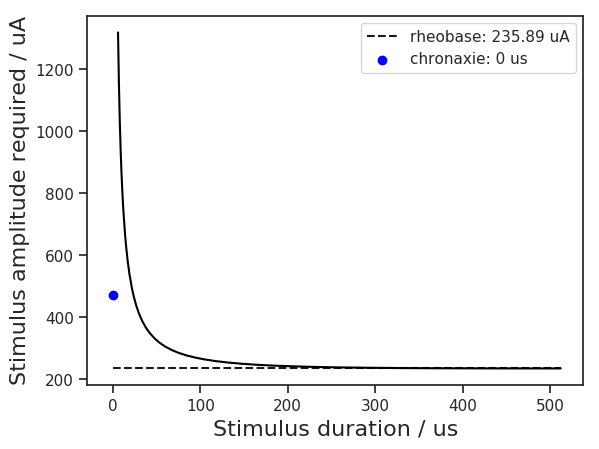 rheobase: 235.89 uA
chronaxie: 0 us
Stimulus amplitude required / uA
1200
1000
800
600
400
200
0 100 200 300 400 500
Stimulus duration / us